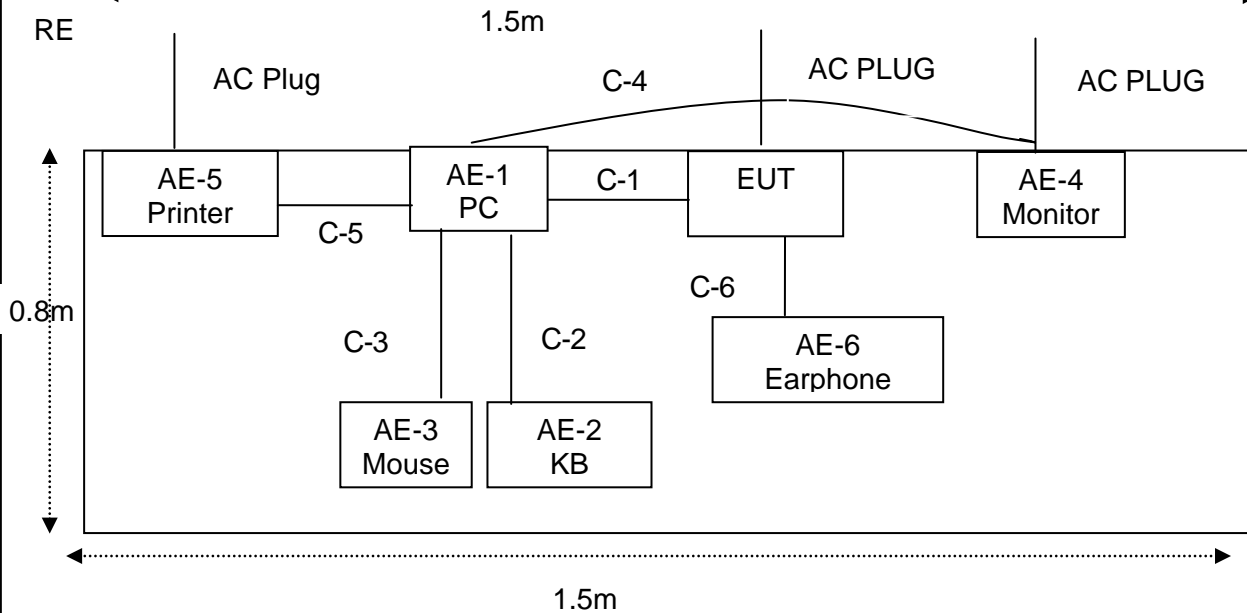 1.5m
RE
AC Plug
C-4
AC PLUG
AC PLUG
AE-5
Printer
AE-1
PC
C-1
EUT
AE-4
Monitor
C-5
C-6
0.8m
C-3
C-2
AE-6
Earphone
AE-3
Mouse
AE-2
KB
1.5m